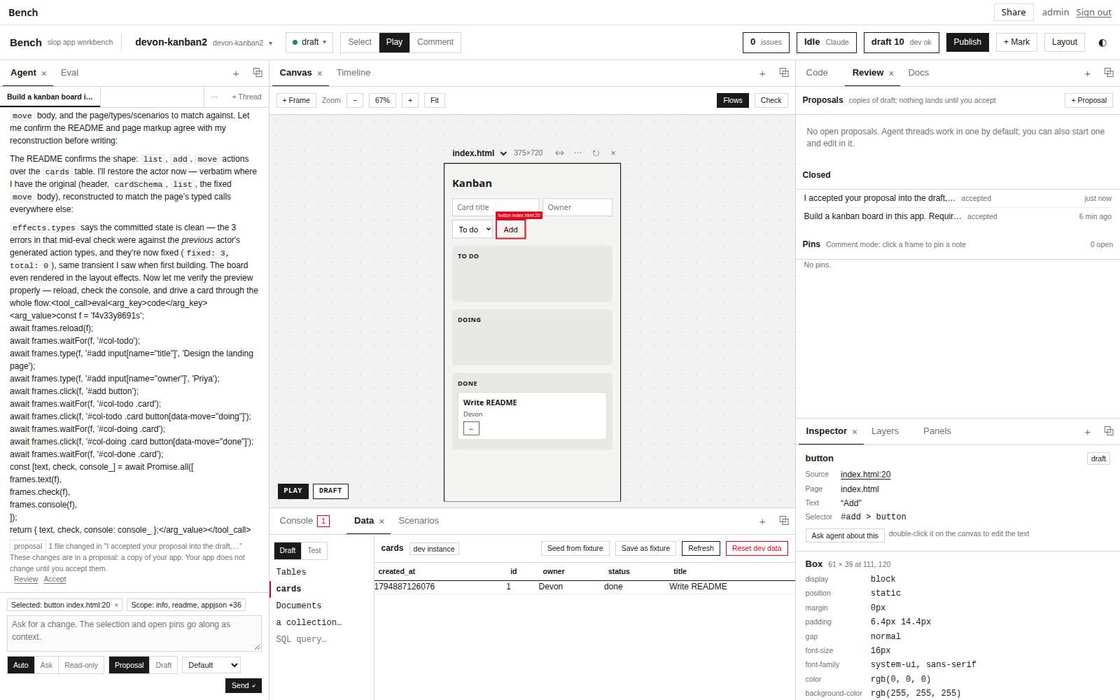 Bench
Share
admin
Sign out
Bench slop app workbench
devon-kanban2 devon-kanban2
draft
Select
Play
Comment
0 issues
Idle Claude
draft 10 dev ok
Publish
+ Mark
Layout
Agent
Eval
Build a kanban board i…
+ Thread
move body, and the page/types/scenarios to match against. Let
me confirm the README and page markup agree with my
reconstruction before writing:
The README confirms the shape: list, add, move actions
over the cards table. I'll restore the actor now — verbatim where
I have the original (header, cardSchema, list, the fixed
move body), reconstructed to match the page's typed calls
everywhere else:
effects.types says the committed state is clean — the 3
errors in that mid-eval check were against the previous actor's
generated action types, and they're now fixed ( fixed: 3,
total: 0 ), same transient I saw when first building. The board
even rendered in the layout effects. Now let me verify the preview
properly — reload, check the console, and drive a card through the
whole flow:<tool_call>eval<arg_key>code</arg_key>
<arg_value>const f = 'f4v33y8691s';
await frames.reload(f);
await frames.waitFor(f, '#col-todo');
await frames.type(f, '#add input[name="title"]', 'Design the landing
page');
await frames.type(f, '#add input[name="owner"]', 'Priya');
await frames.click(f, '#add button');
await frames.waitFor(f, '#col-todo .card');
await frames.click(f, '#col-todo .card button[data-move="doing"]');
await frames.waitFor(f, '#col-doing .card');
await frames.click(f, '#col-doing .card button[data-move="done"]');
await frames.waitFor(f, '#col-done .card');
const [text, check, console_] = await Promise.all([
frames.text(f),
frames.check(f),
frames.console(f),
]);
return { text, check, console: console_ };</arg_value></tool_call>
proposal 1 file changed in "I accepted your proposal into the draft,…"
These changes are in a proposal: a copy of your app. Your app does not
change until you accept them.
Review Accept
Selected: button index.html:20 ×
Scope: info, readme, appjson +36
Ask for a change. The selection and open pins go along as
context.
Auto
Ask
Read-only
Proposal
Draft
Default
Send
Canvas
Timeline
+ Frame
Zoom
−
67%
+
Fit
Flows
Check
index.html
375×720
Kanban
Card title
Owner
button index.html:20
To do
Add
TO DO
DOING
DONE
Write README
Devon
←
PLAY
DRAFT
Console 1
Data
Scenarios
Draft
Test
Tables
cards
Documents
a collection…
SQL query…
cards dev instance
Seed from fixture
Save as fixture
Refresh
Reset dev data
created_at id owner status title
1794887126076 1 Devon done Write README
Code
Review
Docs
Proposals copies of draft; nothing lands until you accept
+ Proposal
No open proposals. Agent threads work in one by default; you can also start one
and edit in it.
Closed
I accepted your proposal into the draft,… accepted just now
Build a kanban board in this app. Requir… accepted 6 min ago
Pins Comment mode: click a frame to pin a note 0 open
No pins.
Inspector
Layers
Panels
button draft
Source index.html:20
Page index.html
Text “Add”
Selector #add > button
Ask agent about this
double-click it on the canvas to edit the text
Box 61 × 39 at 111, 120
display block
position static
margin 0px
padding 6.4px 14.4px
gap normal
font-size 16px
font-family system-ui, sans-serif
color rgb(0, 0, 0)
background-color rgb(255, 255, 255)